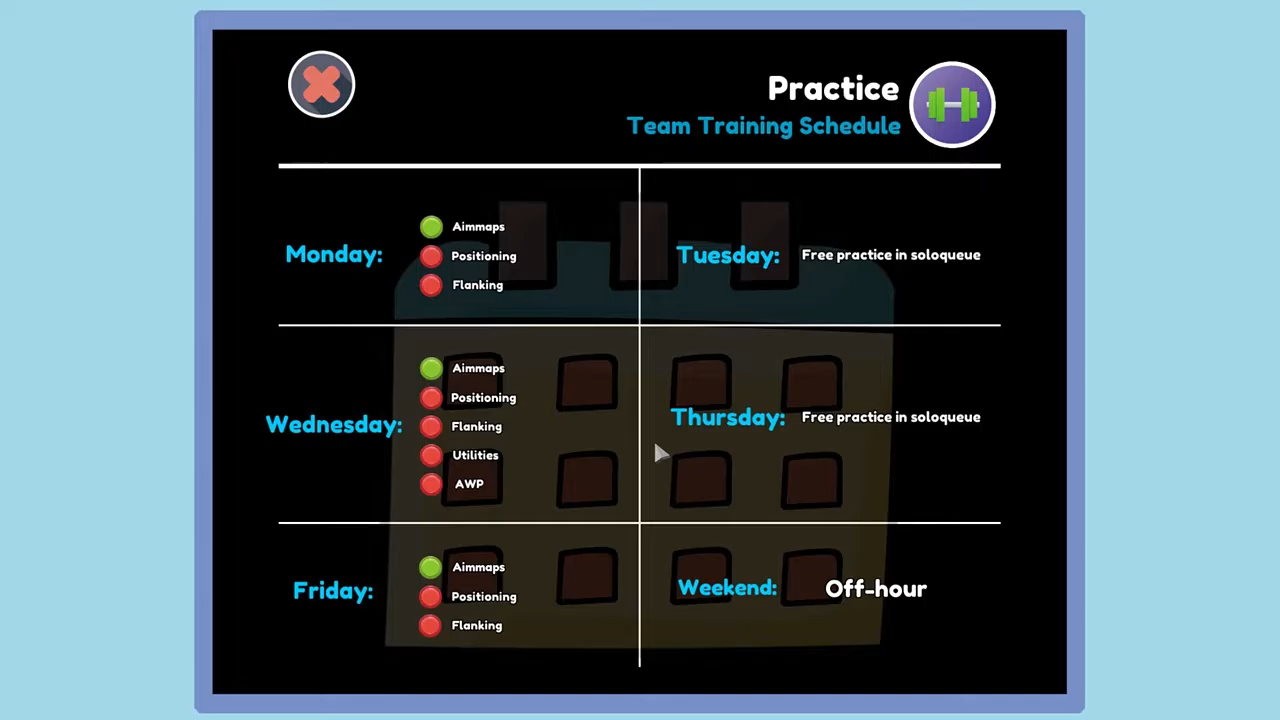 Practice
Team Training Schedule
Monday:
Aimmaps
Positioning
Flanking
Tuesday:
Free practice in soloqueue
Wednesday:
Aimmaps
Positioning
Flanking
Utilities
AWP
Thursday:
Free practice in soloqueue
Friday:
Aimmaps
Positioning
Flanking
Weekend:
Off-hour